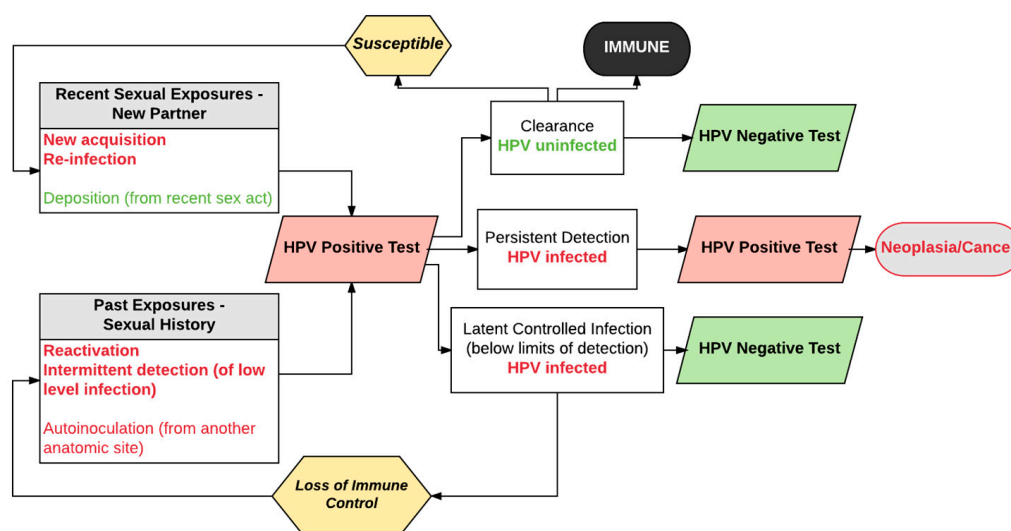 Susceptible
IMMUNE
Recent Sexual Exposures -
New Partner
New acquisition
Re-infection
Deposition (from recent sex act)
Clearance
HPV uninfected
HPV Negative Test
HPV Positive Test
Persistent Detection
HPV infected
HPV Positive Test
Neoplasia/Cance
Past Exposures -
Sexual History
Reactivation
Intermittent detection (of low
level infection)
Autoinoculation (from another
anatomic site)
Latent Controlled Infection
(below limits of detection)
HPV infected
HPV Negative Test
Loss of Immune
Control